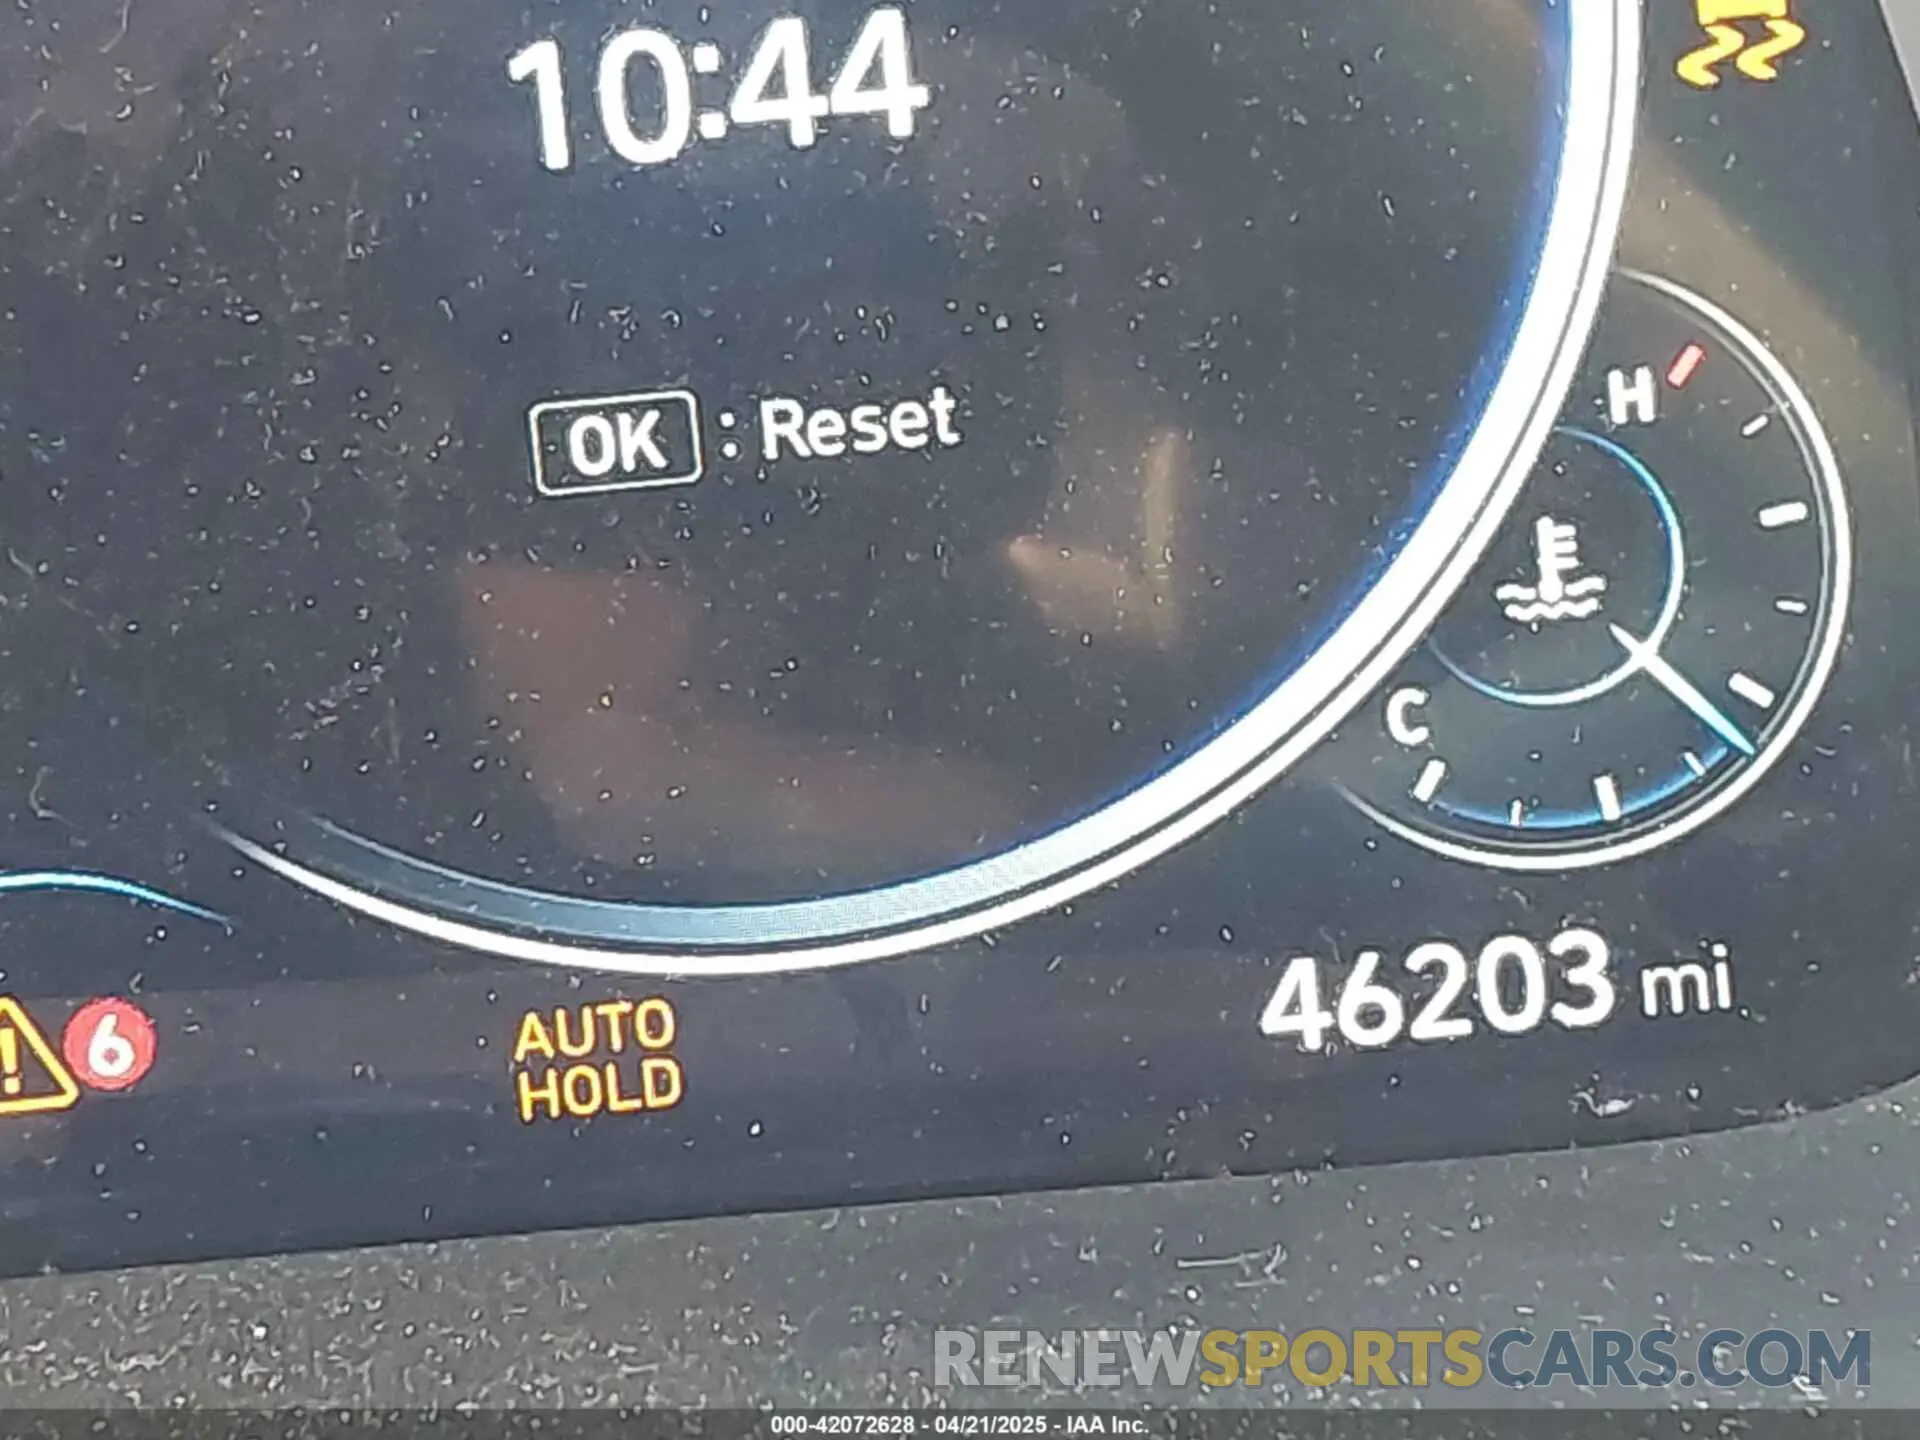 10:44
OK : Reset
H
C
46203 mi
6
AUTO
HOLD
RENEWSPORTSCARS.COM
000-42072628 - 04/21/2025 - IAA Inc.